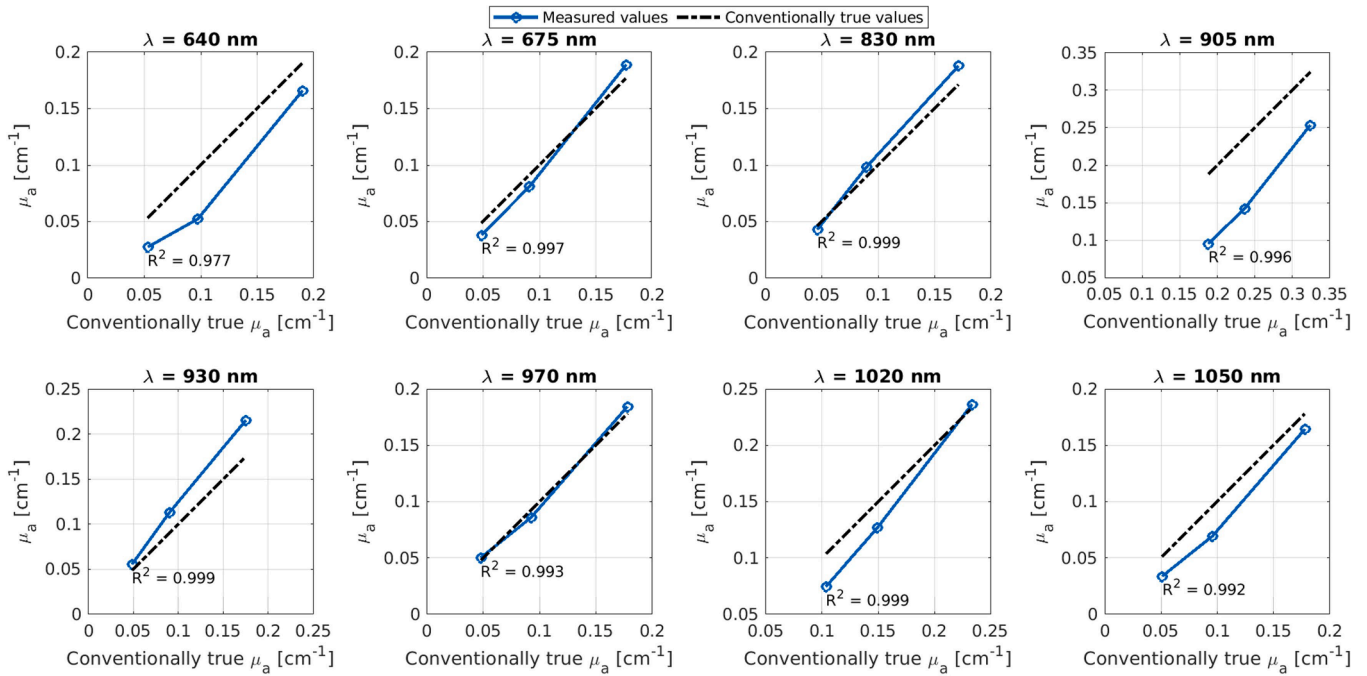 Measured values Conventionally true values
λ = 640 nm
0.2
0.15
0.1
0.05
0
μa [cm-1]
R2 = 0.977
0 0.05 0.1 0.15 0.2
Conventionally true μa [cm-1]
λ = 675 nm
0.2
0.15
0.1
0.05
0
μa [cm-1]
R2 = 0.997
0 0.05 0.1 0.15 0.2
Conventionally true μa [cm-1]
λ = 830 nm
0.2
0.15
0.1
0.05
0
μa [cm-1]
R2 = 0.999
0 0.05 0.1 0.15 0.2
Conventionally true μa [cm-1]
λ = 905 nm
0.35
0.3
0.25
0.2
0.15
0.1
0.05
μa [cm-1]
R2 = 0.996
0.05 0.1 0.15 0.2 0.25 0.3 0.35
Conventionally true μa [cm-1]
λ = 930 nm
0.25
0.2
0.15
0.1
0.05
0
μa [cm-1]
R2 = 0.999
0 0.05 0.1 0.15 0.2 0.25
Conventionally true μa [cm-1]
λ = 970 nm
0.2
0.15
0.1
0.05
0
μa [cm-1]
R2 = 0.993
0 0.05 0.1 0.15 0.2
Conventionally true μa [cm-1]
λ = 1020 nm
0.25
0.2
0.15
0.1
0.05
μa [cm-1]
R2 = 0.999
0.05 0.1 0.15 0.2 0.25
Conventionally true μa [cm-1]
λ = 1050 nm
0.2
0.15
0.1
0.05
0
μa [cm-1]
R2 = 0.992
0 0.05 0.1 0.15 0.2
Conventionally true μa [cm-1]